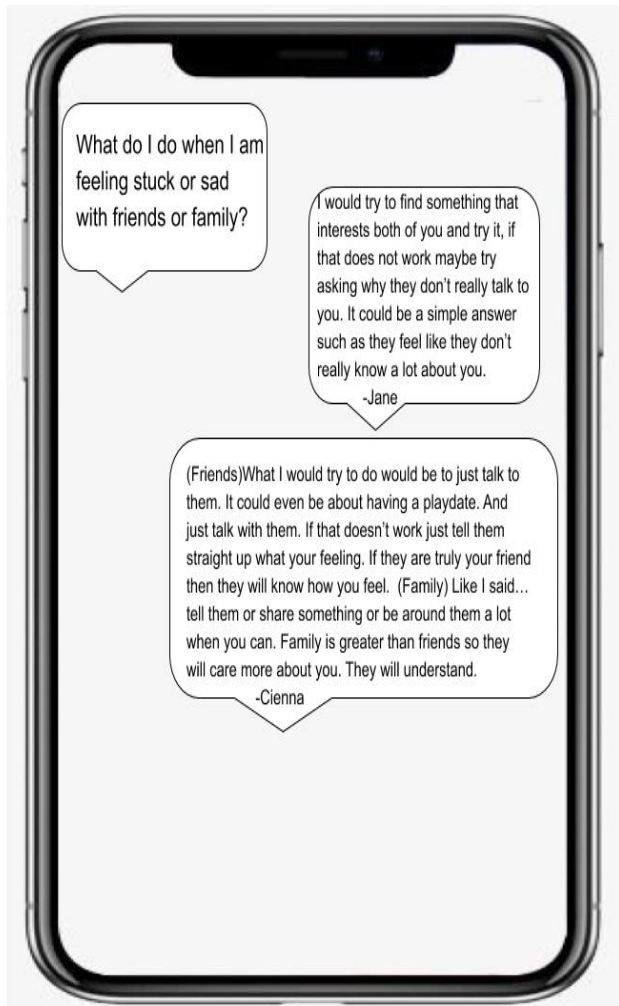 What do I do when I am
feeling stuck or sad
with friends or family?
I would try to find something that
interests both of you and try it, if
that does not work maybe try
asking why they don't really talk to
you. It could be a simple answer
such as they feel like they don't
really know a lot about you.
-Jane
(Friends)What I would try to do would be to just talk to
them. It could even be about having a playdate. And
just talk with them. If that doesn't work just tell them
straight up what your feeling. If they are truly your friend
then they will know how you feel.  (Family) Like I said…
tell them or share something or be around them a lot
when you can. Family is greater than friends so they
will care more about you. They will understand.
-Cienna